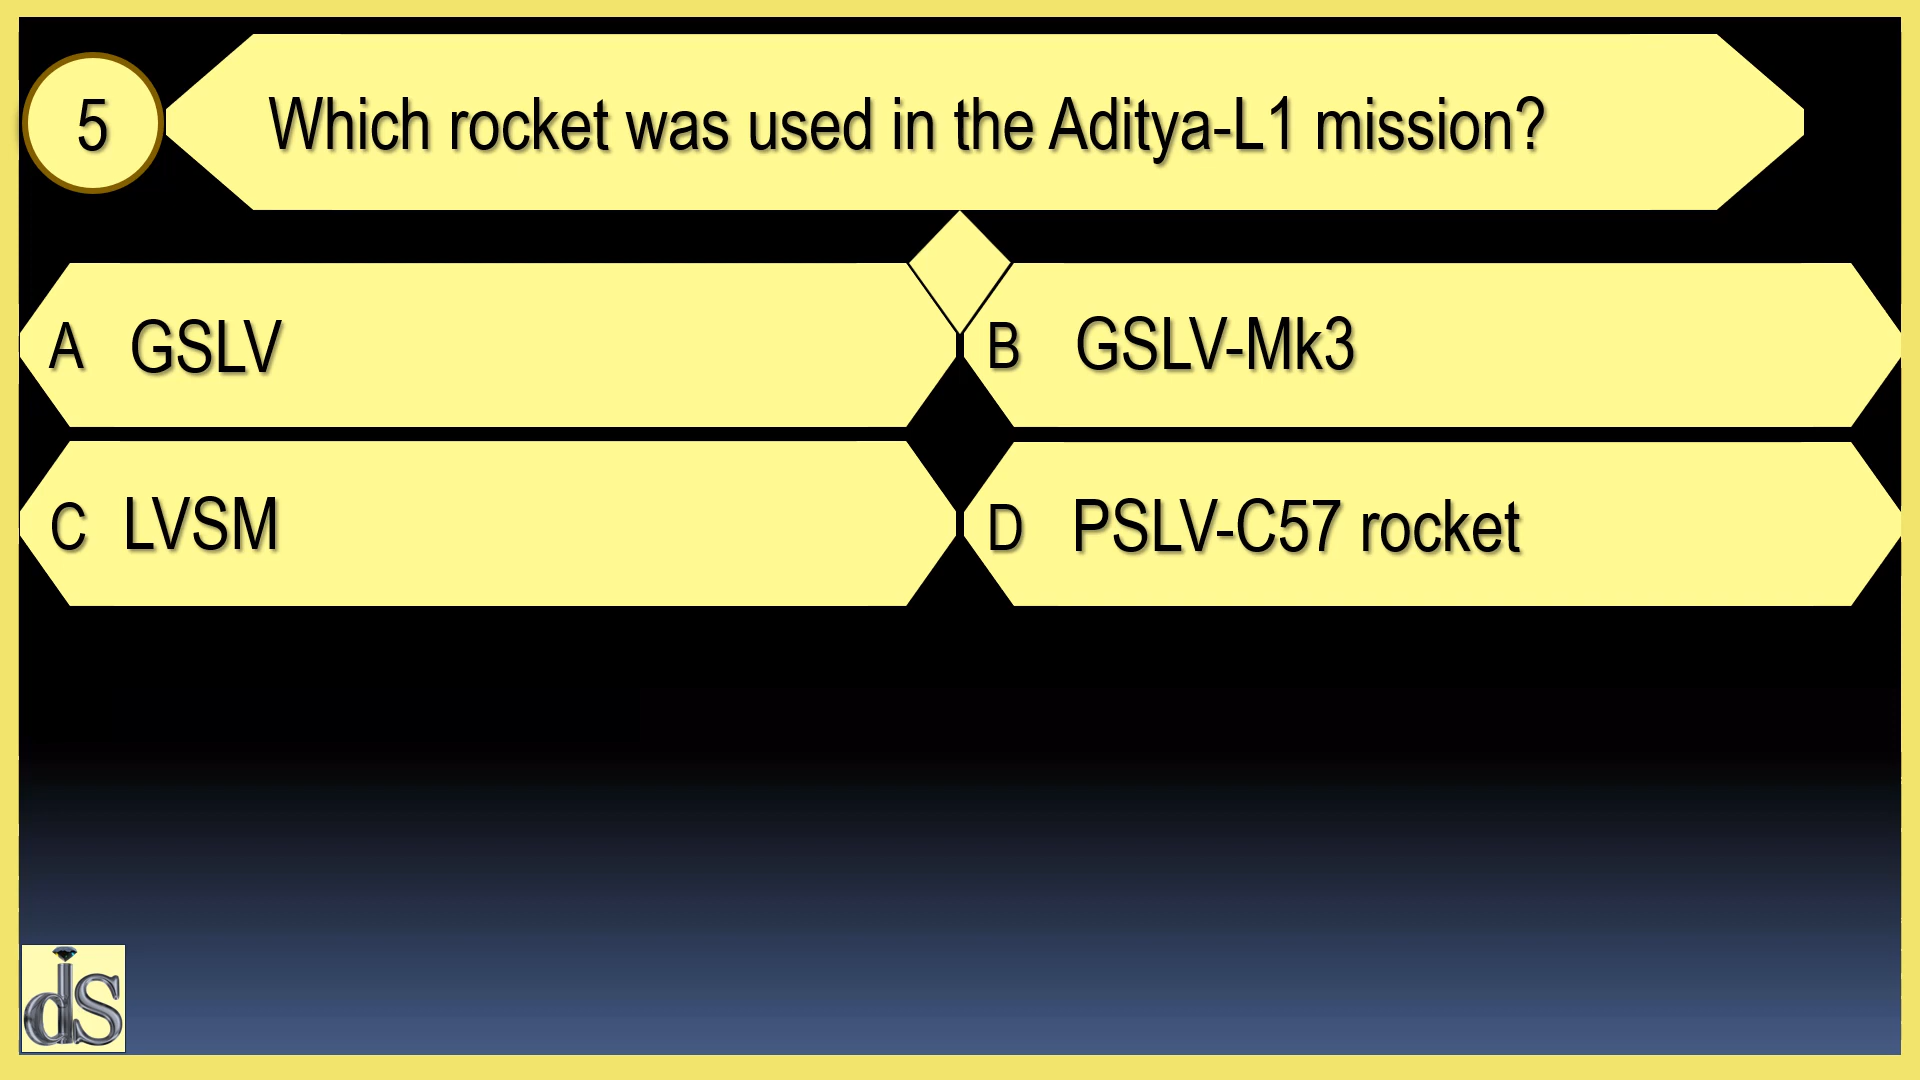 5
Which rocket was used in the Aditya-L1 mission?
A GSLV
B GSLV-Mk3
C LVSM
D PSLV-C57 rocket
ds